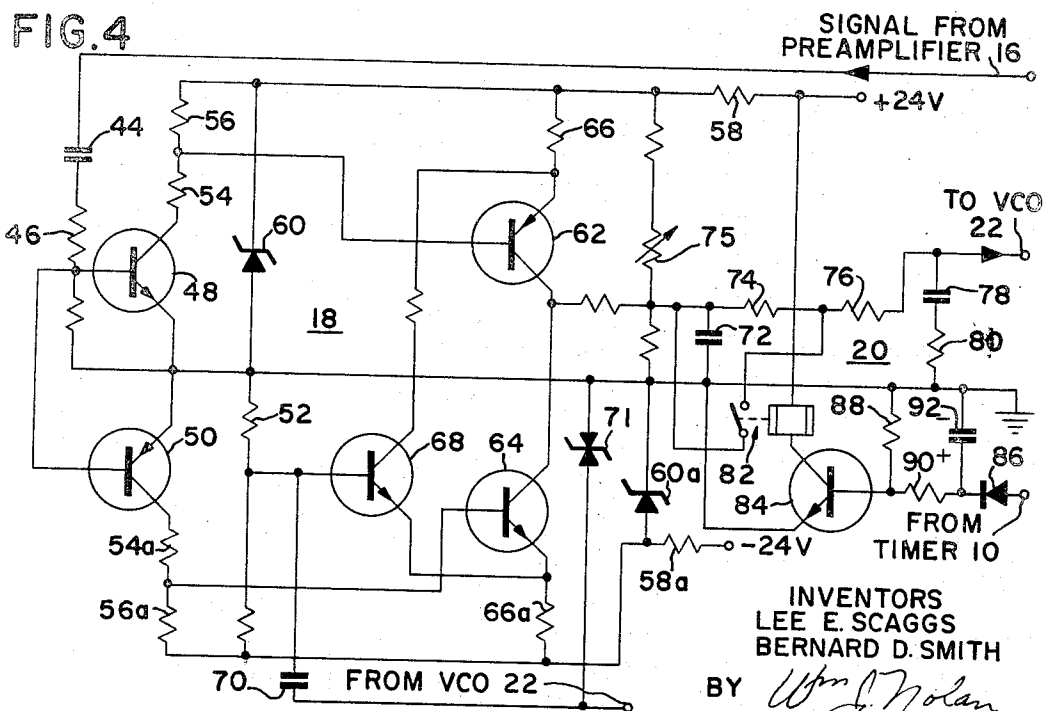 FIG.4
SIGNAL FROM
PREAMPLIFIER 16
+24V
58
56
44
66
54
60
62
75
TO VCO
22
46
48
74
76
78
18
72
20
80
52
50
68
64
71
82
88
92
–
84
90
+
86
60a
FROM
TIMER 10
54a
-24V
58a
56a
66a
INVENTORS
LEE E. SCAGGS
BERNARD D. SMITH
70
FROM VCO 22
BY Wm J. Nolan